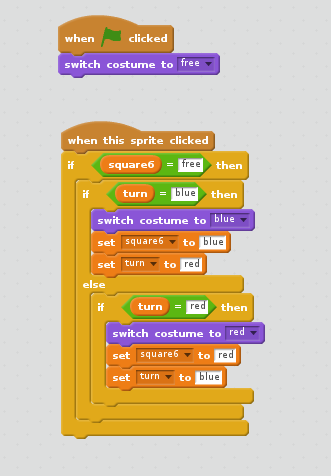 when clicked
switch costume to free
when this sprite clicked
if square6 = free then
if turn = blue then
switch costume to blue
set square6 to blue
set turn to red
else
if turn = red then
switch costume to red
set square6 to red
set turn to blue